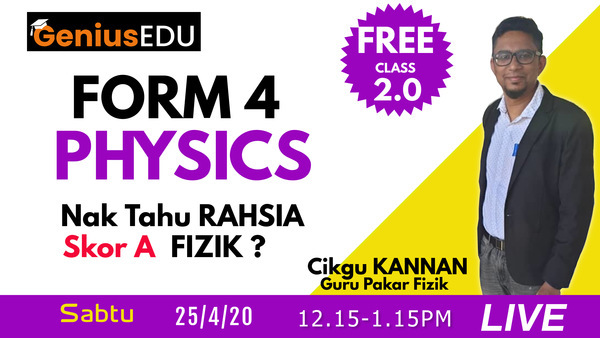 GeniusEDU
FREE
CLASS
2.0
FORM 4
PHYSICS
Nak Tahu RAHSIA
Skor A FIZIK ?
Cikgu KANNAN
Guru Pakar Fizik
Sabtu 25/4/20 12.15-1.15PM LIVE